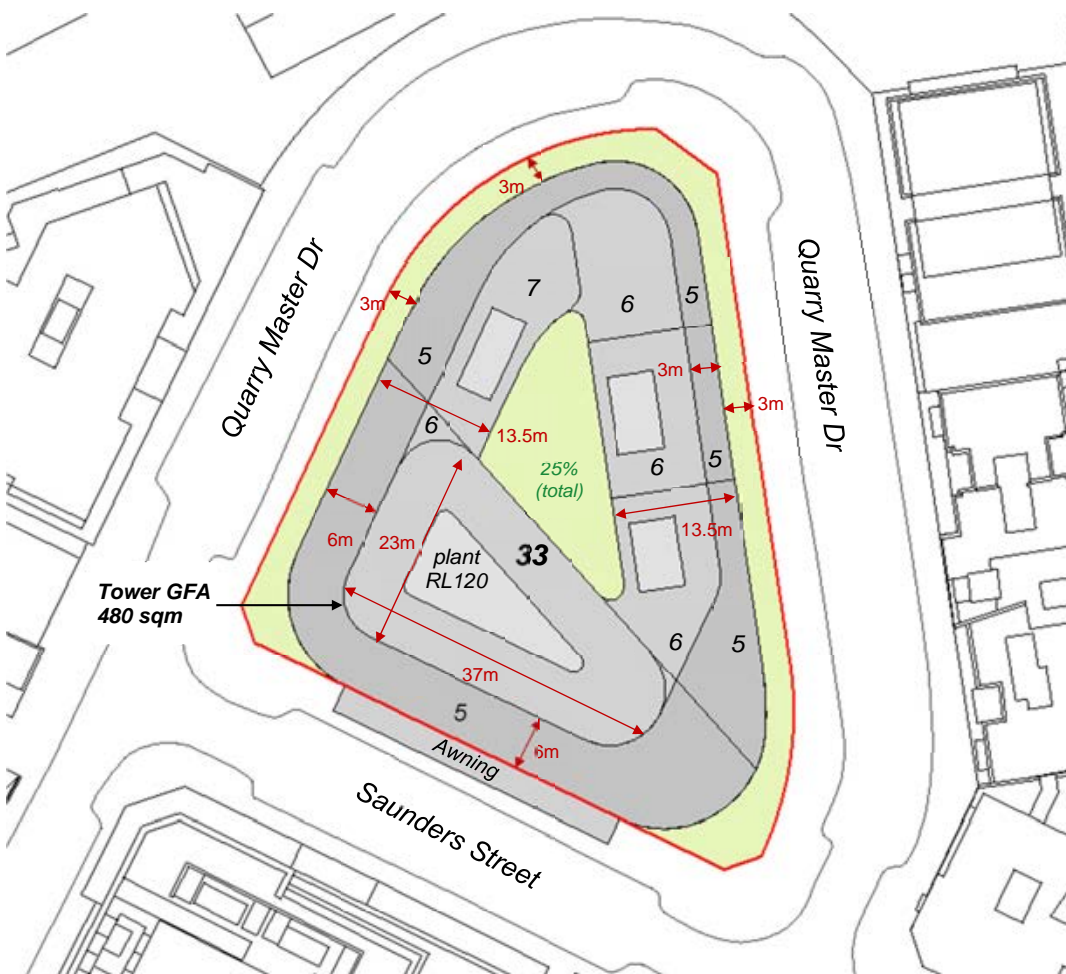 3m
Quarry Master Dr
3m
7
6
5
5
3m
3m
Quarry Master Dr
6
13.5m
25%
(total)
6
5
13.5m
6m
23m
33
plant
RL120
Tower GFA
480 sqm
6
5
37m
5
6m
Awning
Saunders Street